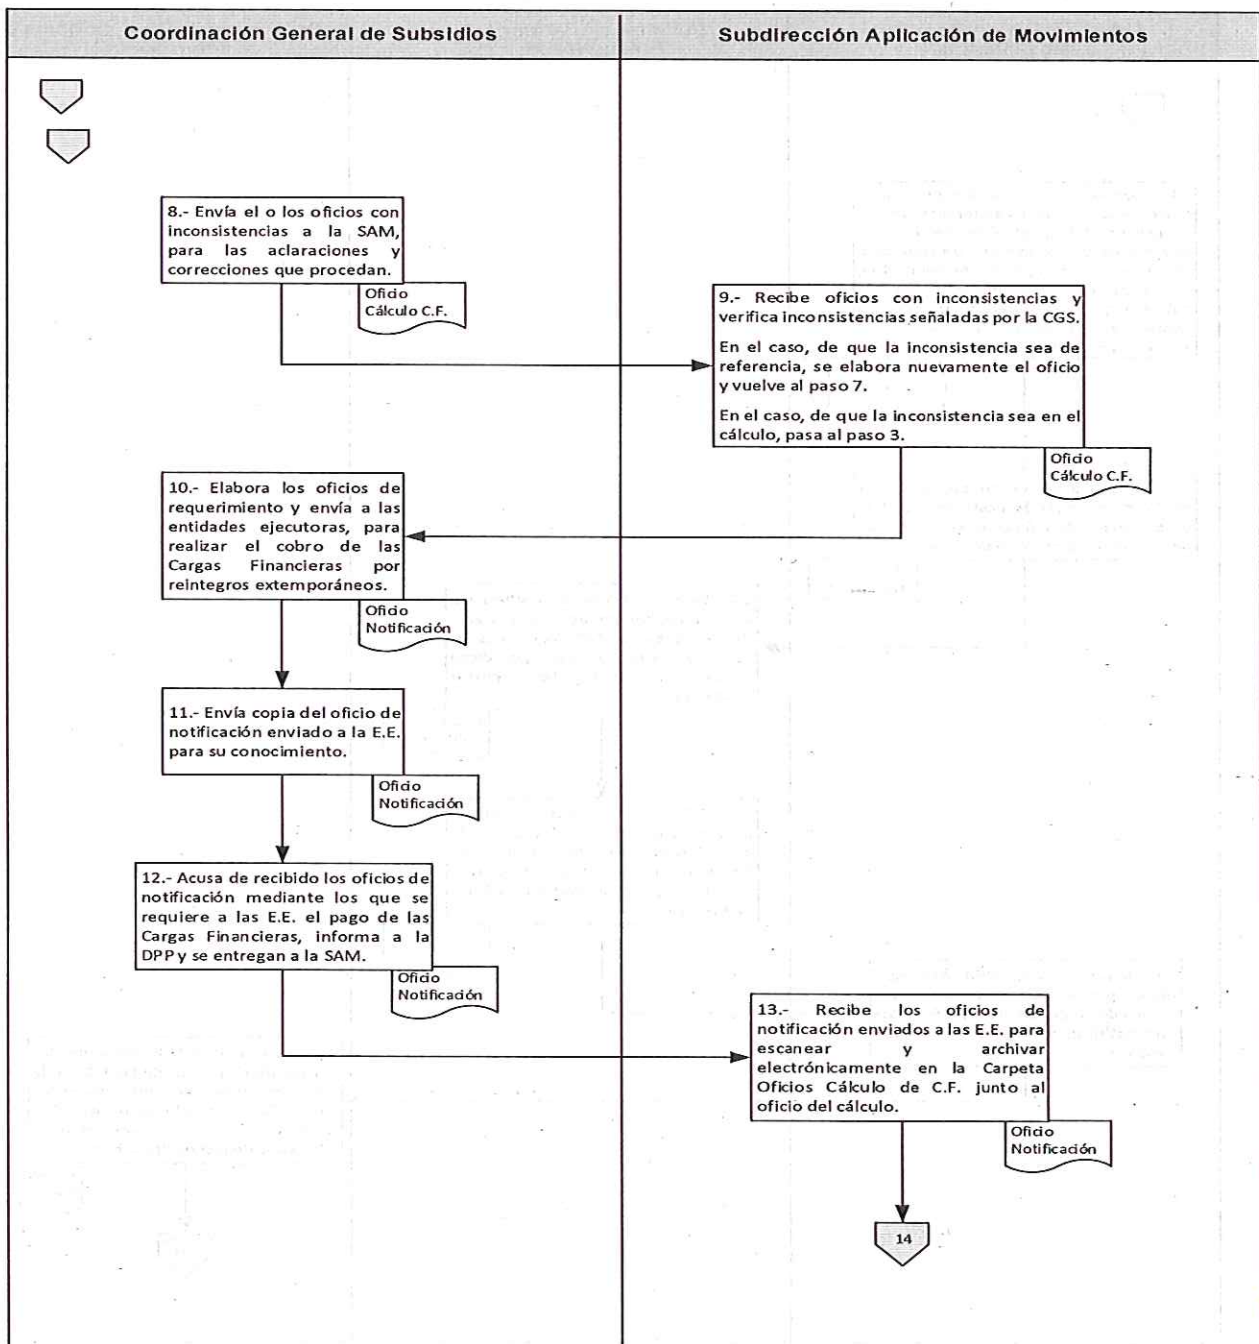 Coordinación General de Subsidios
Subdirección Aplicación de Movimientos
8.- Envía el o los oficios con
inconsistencias a la SAM,
para las aclaraciones y
correcciones que procedan.
Oficio
Cálculo C.F.
9.- Recibe oficios con inconsistencias y
verifica inconsistencias señaladas por la CGS.
En el caso, de que la inconsistencia sea de
referencia, se elabora nuevamente el oficio
y vuelve al paso 7.
En el caso, de que la inconsistencia sea en el
cálculo, pasa al paso 3.
Oficio
Cálculo C.F.
10.- Elabora los oficios de
requerimiento y envía a las
entidades ejecutoras, para
realizar el cobro de las
Cargas Financieras por
reintegros extemporáneos.
Oficio
Notificación
11.- Envía copia del oficio de
notificación enviado a la E.E.
para su conocimiento.
Oficio
Notificación
12.- Acusa de recibido los oficios de
notificación mediante los que se
requiere a las E.E. el pago de las
Cargas Financieras, informa a la
DPP y se entregan a la SAM.
Oficio
Notificación
13.- Recibe los oficios de
notificación enviados a las E.E. para
escanear y archivar
electrónicamente en la Carpeta
Oficios Cálculo de C.F. junto al
oficio del cálculo.
Oficio
Notificación
14